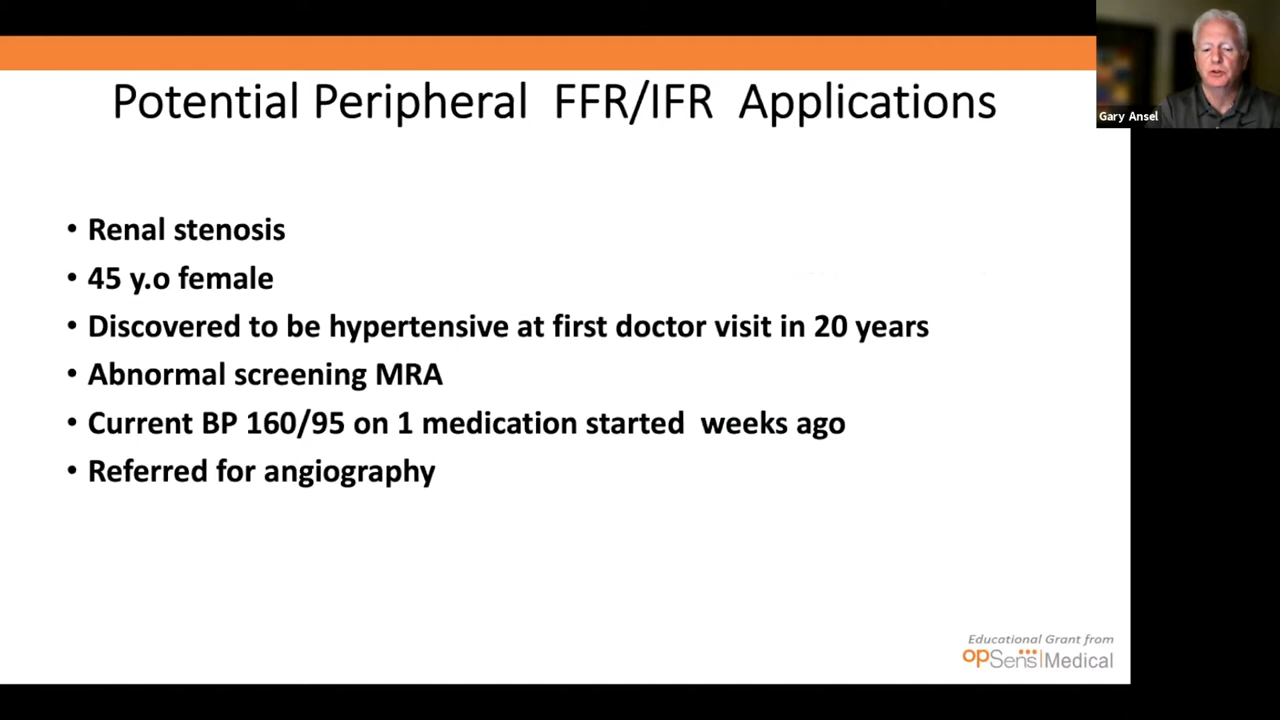 Potential Peripheral FFR/IFR Applications
Gary Ansel
• Renal stenosis
• 45 y.o female
• Discovered to be hypertensive at first doctor visit in 20 years
• Abnormal screening MRA
• Current BP 160/95 on 1 medication started weeks ago
• Referred for angiography
Educational Grant from
opSens|Medical